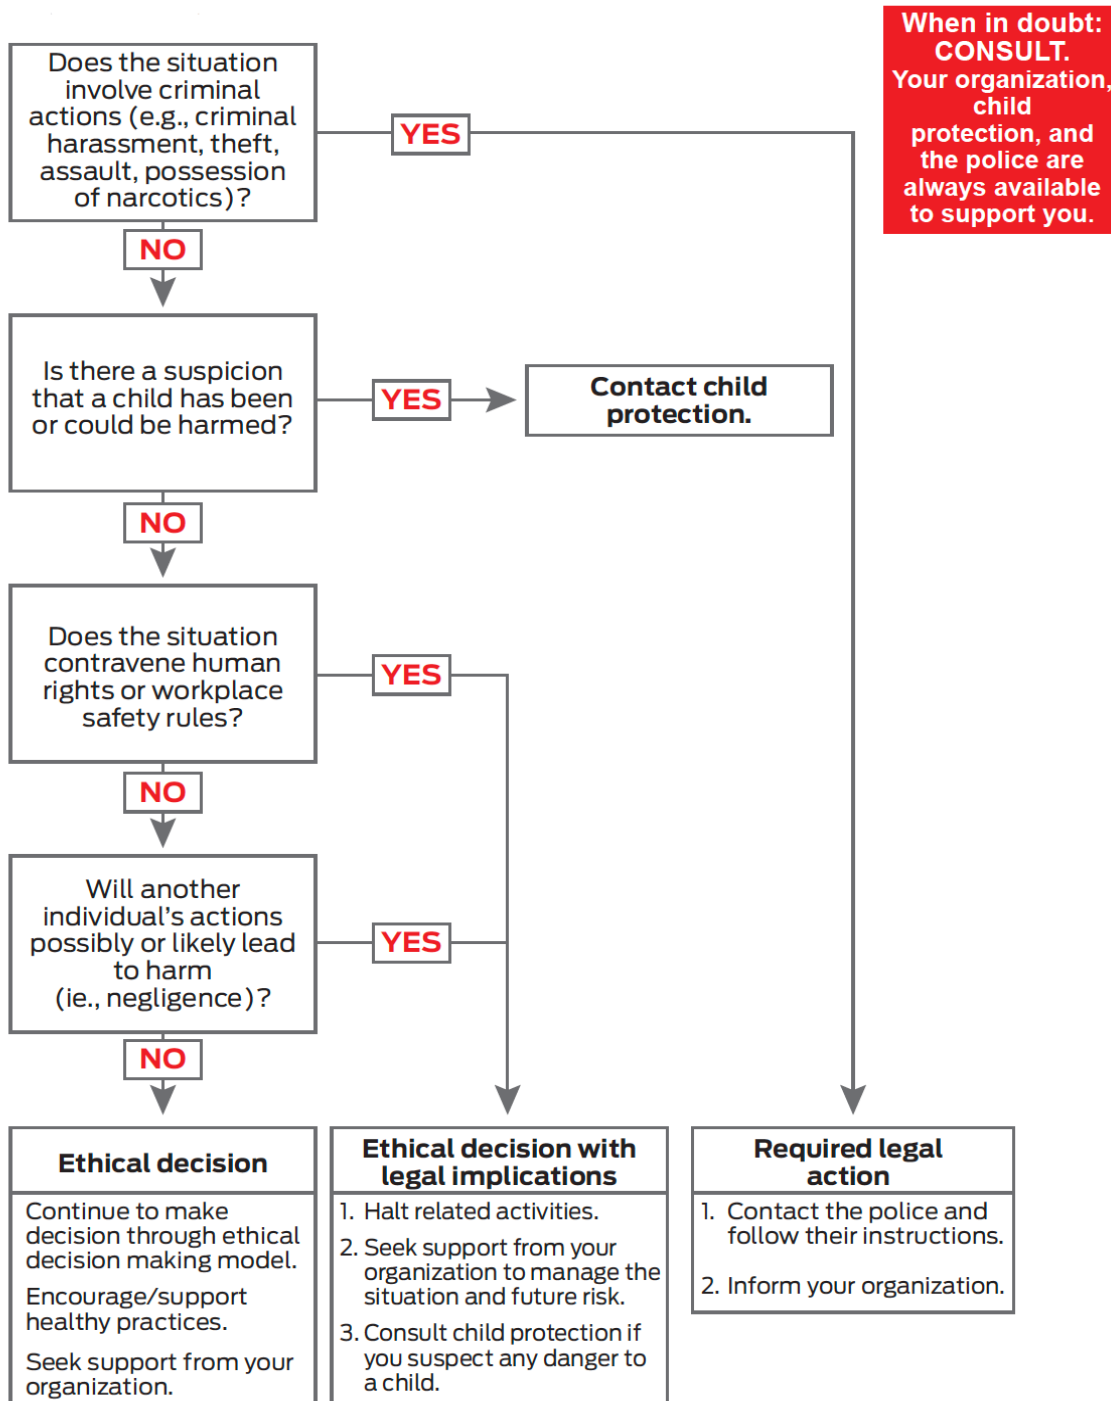 When in doubt:
CONSULT.
Your organization,
child
protection, and
the police are
always available
to support you.
Does the situation
involve criminal
actions (e.g., criminal
harassment, theft,
assault, possession
of narcotics)?
YES
NO
Is there a suspicion
that a child has been
or could be harmed?
YES
Contact child
protection.
NO
Does the situation
contravene human
rights or workplace
safety rules?
YES
NO
Will another
individual’s actions
possibly or likely lead
to harm
(ie., negligence)?
YES
NO
Ethical decision
Continue to make
decision through ethical
decision making model.
Encourage/support
healthy practices.
Seek support from your
organization.
Ethical decision with
legal implications
1. Halt related activities.
2. Seek support from your
organization to manage the
situation and future risk.
3. Consult child protection if
you suspect any danger to
a child.
Required legal
action
1. Contact the police and
follow their instructions.
2. Inform your organization.